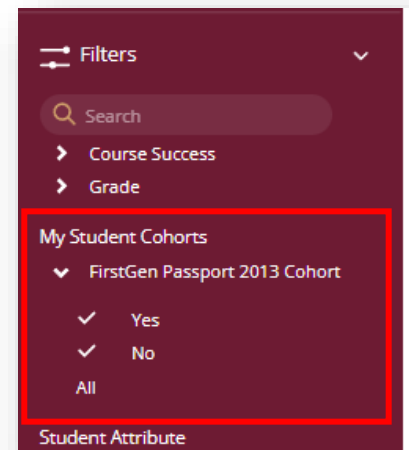 Filters
Search
Course Success
Grade
My Student Cohorts
FirstGen Passport 2013 Cohort
Yes
No
All
Student Attribute